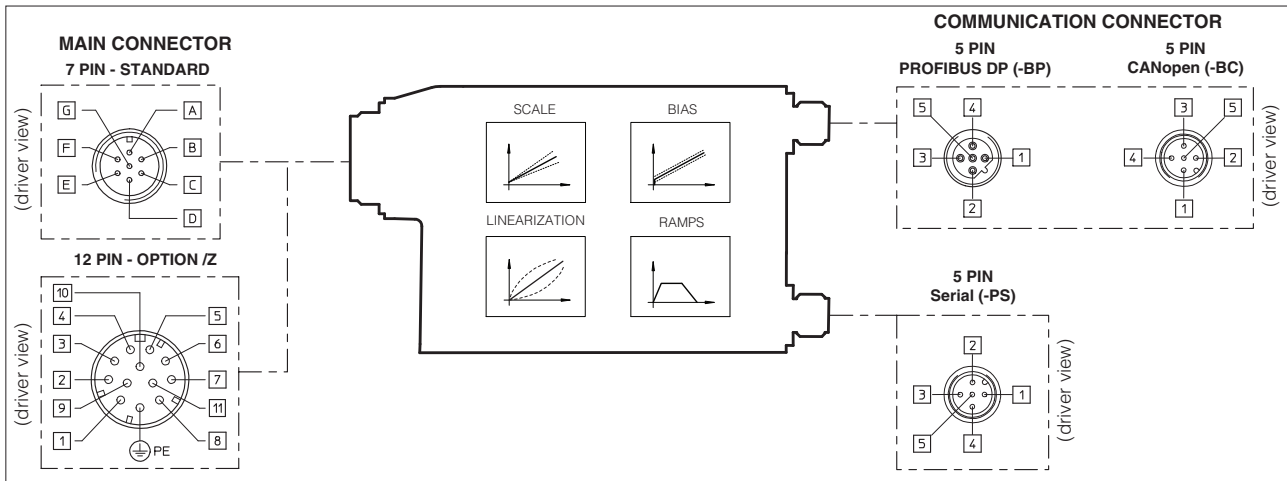 MAIN CONNECTOR
7 PIN - STANDARD
(driver view)
G
A
F
B
E
C
D
12 PIN - OPTION /Z
(driver view)
10
4
5
3
6
2
7
9
11
1
8
PE
SCALE
BIAS
LINEARIZATION
RAMPS
COMMUNICATION CONNECTOR
5 PIN
PROFIBUS DP (-BP)
5
4
3
1
2
5 PIN
CANopen (-BC)
3
5
4
2
1
(driver view)
5 PIN
Serial (-PS)
2
3
1
5
4
(driver view)